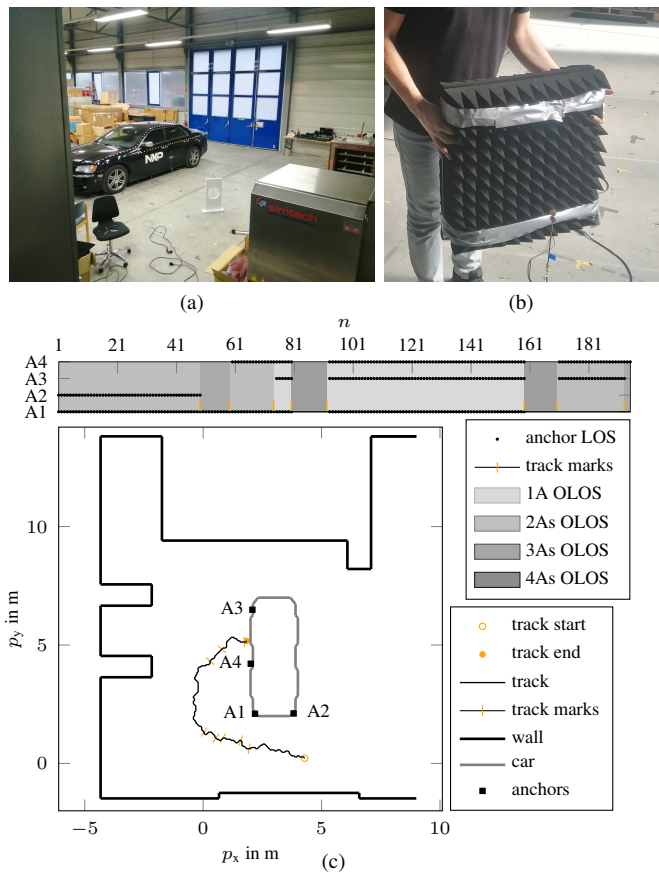 NXP
simtech
(a)
(b)
n
1 21 41 61 81 101 121 141 161 181
A4
A3
A2
A1
anchor LOS
track marks
1A OLOS
2As OLOS
3As OLOS
4As OLOS
10
5
0
p_y in m
A3
A4
A1
A2
−5 0 5 10
p_x in m
track start
track end
track
track marks
wall
car
anchors
(c)